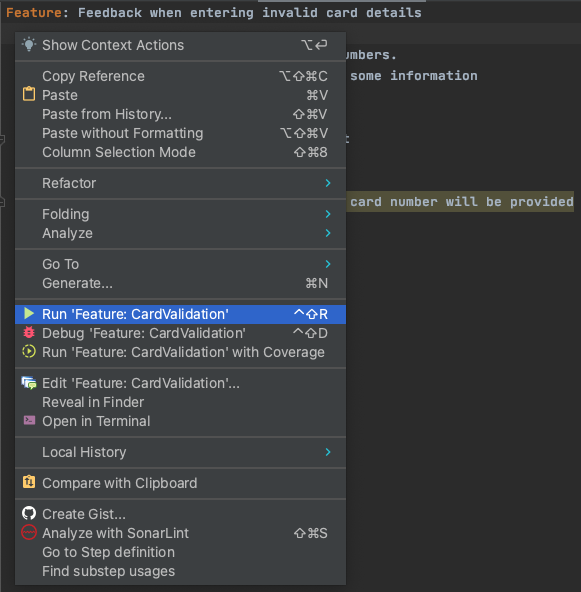 Feature: Feedback when entering invalid card details
Show Context Actions ⌥⏎
Copy Reference ⌥⇧⌘C
some information
Paste ⌘V
Paste from History... ⇧⌘V
Paste without Formatting ⌥⇧⌘V
Column Selection Mode ⇧⌘8
Refactor
card number will be provided
Folding
Analyze
Go To
Generate... ⌘N
Run 'Feature: CardValidation' ^⇧R
Debug 'Feature: CardValidation' ^⇧D
Run 'Feature: CardValidation' with Coverage
Edit 'Feature: CardValidation'...
Reveal in Finder
Open in Terminal
Local History
Compare with Clipboard
Create Gist...
Analyze with SonarLint ⇧⌘S
Go to Step definition
Find substep usages